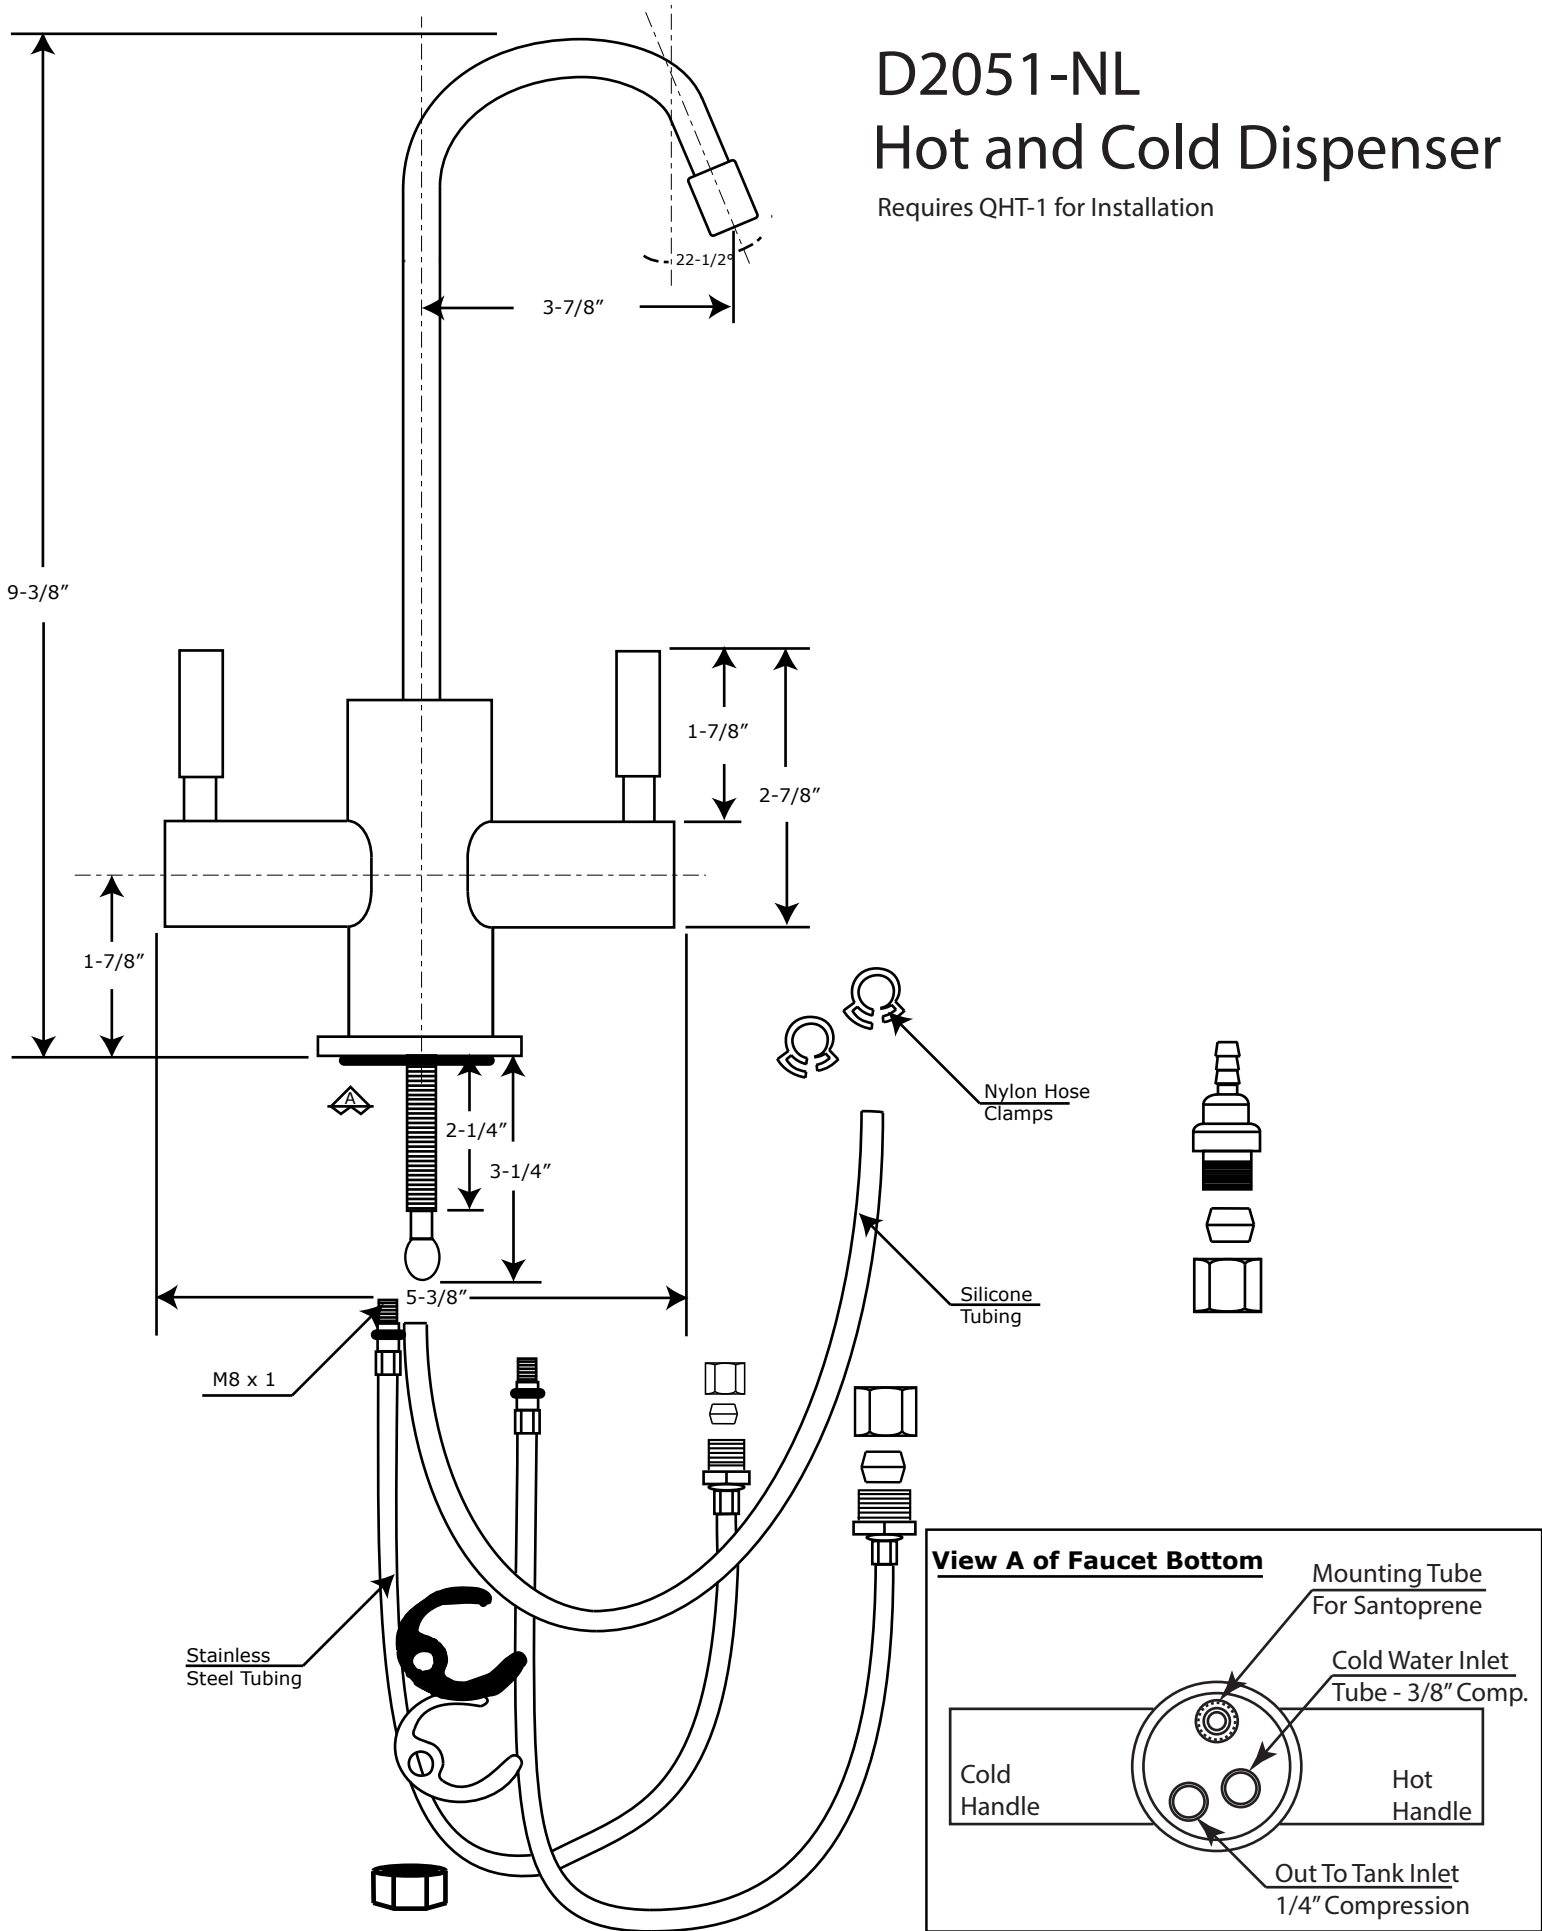 D2051-NL
Hot and Cold Dispenser
Requires QHT-1 for Installation
22-1/2°
3-7/8”
9-3/8”
1-7/8”
2-7/8”
1-7/8”
A
2-1/4”
3-1/4”
5-3/8”
Nylon Hose
Clamps
Silicone
Tubing
M8 x 1
Stainless
Steel Tubing
View A of Faucet Bottom
Mounting Tube
For Santoprene
Cold Water Inlet
Tube - 3/8” Comp.
Cold
Handle
Hot
Handle
Out To Tank Inlet
1/4” Compression